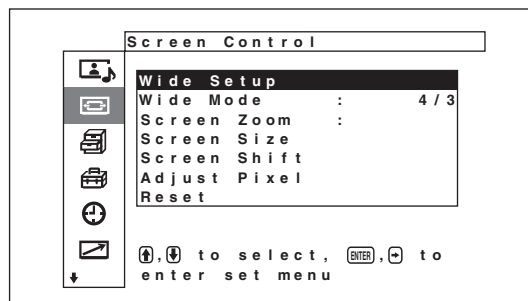 Screen Control
Wide Setup
Wide Mode : 4/3
Screen Zoom :
Screen Size
Screen Shift
Adjust Pixel
Reset
↑,↓ to select, ENTER,→ to
enter set menu